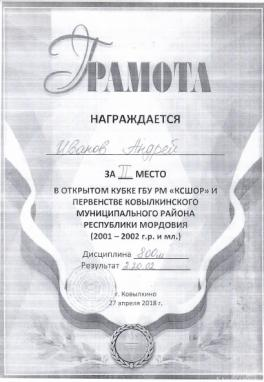 ГРАМОТА
НАГРАЖДАЕТСЯ
Иванов Андрей
ЗА II МЕСТО
В ОТКРЫТОМ КУБКЕ ГБУ РМ «КСШОР» И
ПЕРВЕНСТВЕ КОВЫЛКИНСКОГО
МУНИЦИПАЛЬНОГО РАЙОНА
РЕСПУБЛИКИ МОРДОВИЯ
(2001 – 2002 г.р. и мл.)
Дисциплина 800м
Результат 2.20.02
г. Ковылкино
27 апреля 2018 г.